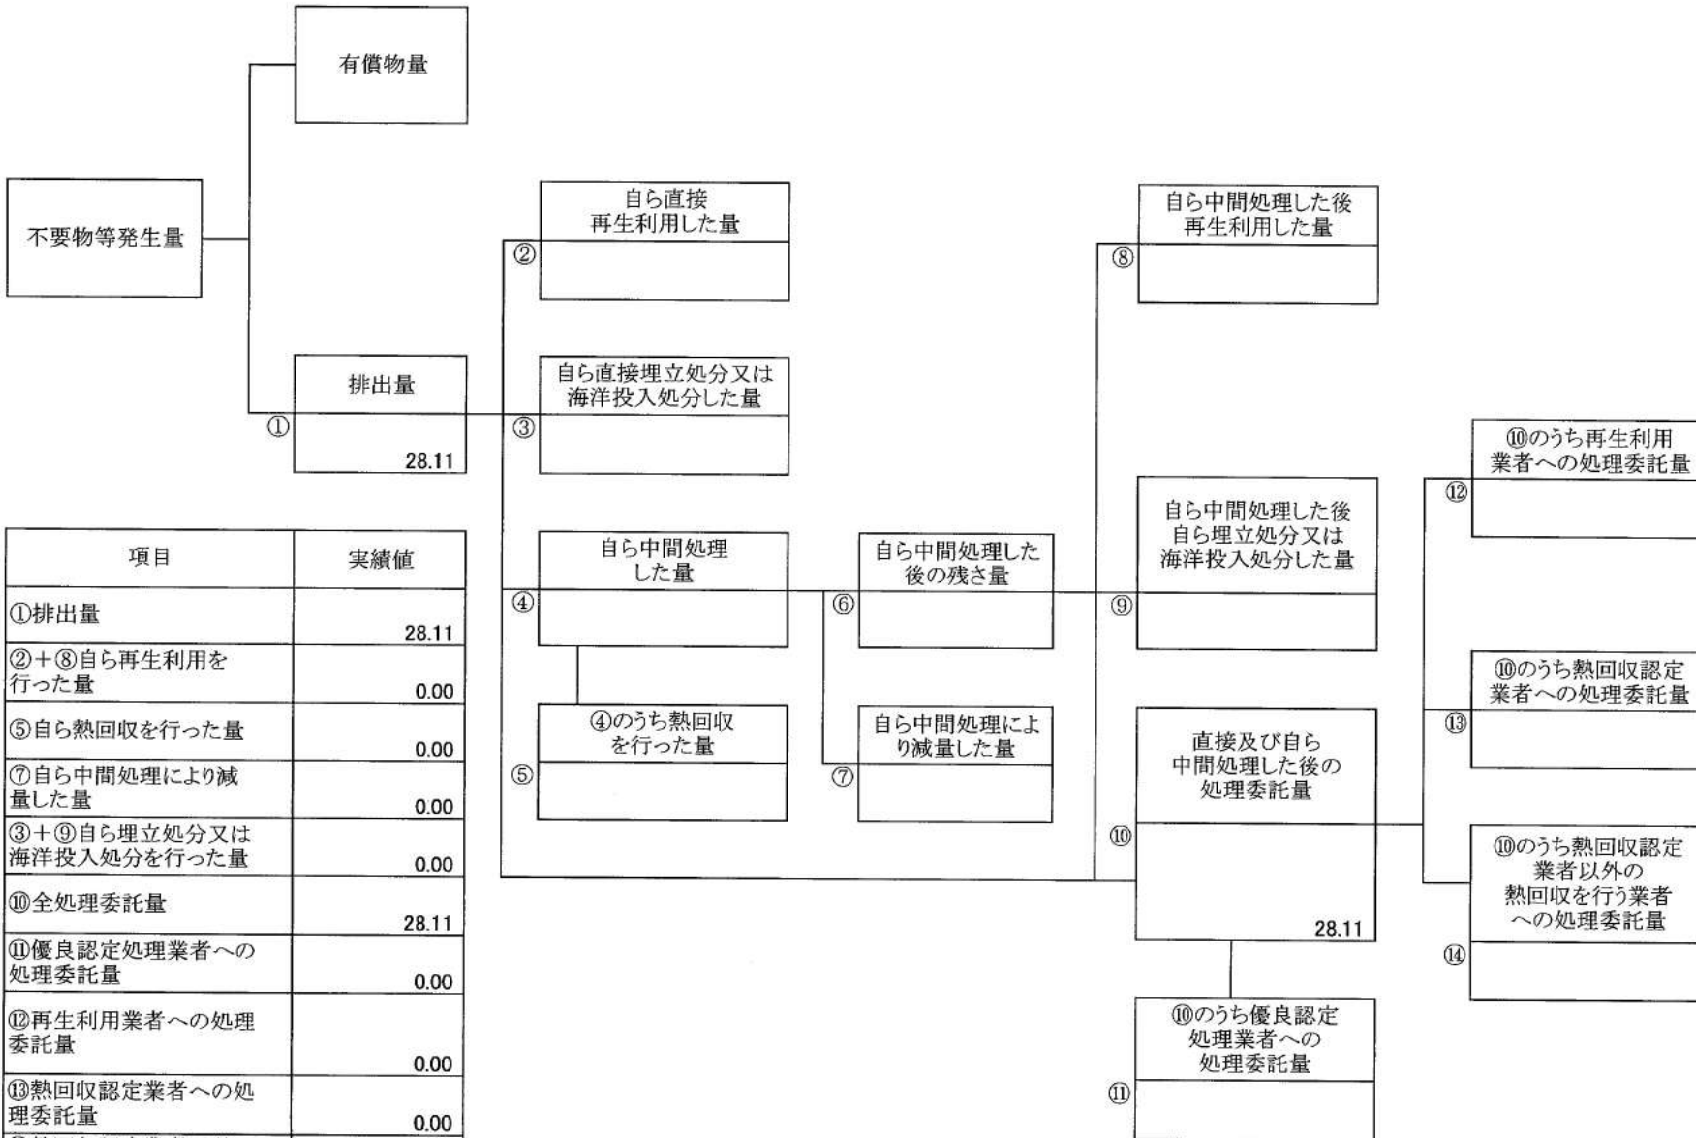 有償物量
不要物等発生量
自ら直接
再生利用した量
②
自ら中間処理した後
再生利用した量
⑧
排出量
①
28.11
自ら直接埋立処分又は
海洋投入処分した量
③
⑩のうち再生利用
業者への処理委託量
⑫
自ら中間処理
した量
④
自ら中間処理した
後の残さ量
⑥
自ら中間処理した後
自ら埋立処分又は
海洋投入処分した量
⑨
⑩のうち熱回収認定
業者への処理委託量
⑬
④のうち熱回収
を行った量
⑤
自ら中間処理によ
り減量した量
⑦
直接及び自ら
中間処理した後の
処理委託量
⑩
28.11
⑩のうち熱回収認定
業者以外の
熱回収を行う業者
への処理委託量
⑭
⑩のうち優良認定
処理業者への
処理委託量
⑪
項目
実績値
①排出量
28.11
②+⑧自ら再生利用を
行った量
0.00
⑤自ら熱回収を行った量
0.00
⑦自ら中間処理により減
量した量
0.00
③+⑨自ら埋立処分又は
海洋投入処分を行った量
0.00
⑩全処理委託量
28.11
⑪優良認定処理業者への
処理委託量
0.00
⑫再生利用業者への処理
委託量
0.00
⑬熱回収認定業者への処
理委託量
0.00